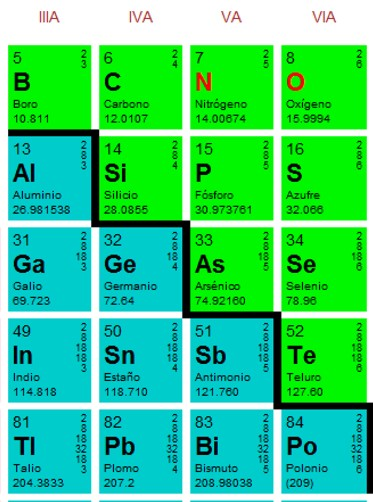 IIIA IVA VA VIA
5 2 3 6 2 4 7 2 5 8 2 6
B C N O
Boro Carbono Nitrógeno Oxígeno
10.811 12.0107 14.00674 15.9994
13 2 8 3 14 2 8 4 15 2 8 5 16 2 8 6
Al Si P S
Aluminio Silicio Fósforo Azufre
26.981538 28.0855 30.973761 32.066
31 2 8 18 3 32 2 8 18 4 33 2 8 18 5 34 2 8 18 6
Ga Ge As Se
Galio Germanio Arsénico Selenio
69.723 72.64 74.92160 78.96
49 2 8 18 18 3 50 2 8 18 18 4 51 2 8 18 18 5 52 2 8 18 18 6
In Sn Sb Te
Indio Estaño Antimonio Teluro
114.818 118.710 121.760 127.60
81 2 8 18 32 18 3 82 2 8 18 32 18 4 83 2 8 18 32 18 5 84 2 8 18 32 18 6
Tl Pb Bi Po
Talio Plomo Bismuto Polonio
204.3833 207.2 208.98038 (209)